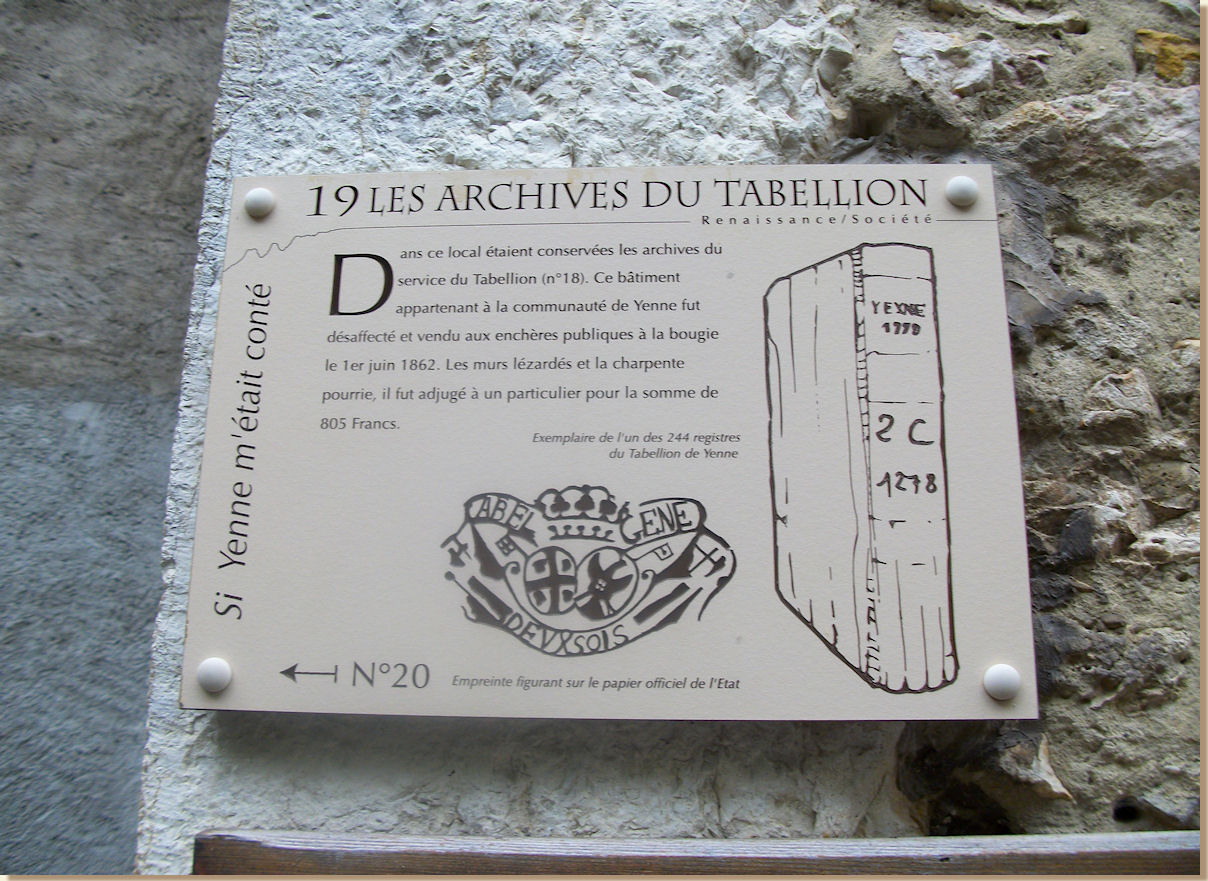 19 LES ARCHIVES DU TABELLION
Renaissance/Société
Si Yenne m'était conté
Dans ce local étaient conservées les archives du
service du Tabellion (n°18). Ce bâtiment
appartenant à la communauté de Yenne fut
désaffecté et vendu aux enchères publiques à la bougie
le 1er juin 1862. Les murs lézardés et la charpente
pourrie, il fut adjugé à un particulier pour la somme de
805 Francs.
Exemplaire de l'un des 244 registres
du Tabellion de Yenne
YENNE
2 C
1278
ABEL
GENE
DEVXSOIS
N°20
Empreinte figurant sur le papier officiel de l'Etat